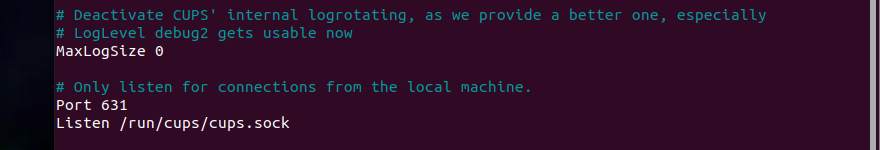 # Deactivate CUPS' internal logrotating, as we provide a better one, especially
# LogLevel debug2 gets usable now
MaxLogSize 0
# Only listen for connections from the local machine.
Port 631
Listen /run/cups/cups.sock